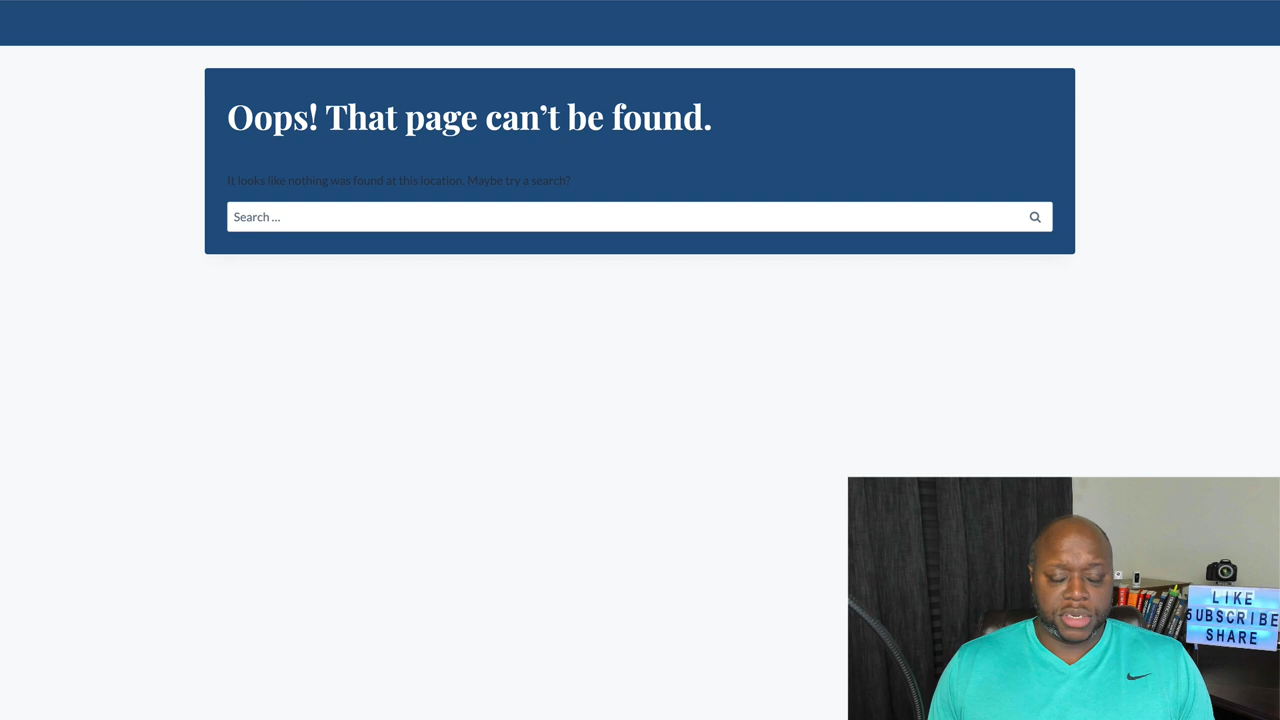 Oops! That page can’t be found.
It looks like nothing was found at this location. Maybe try a search?
Search ...
LIKE
5UBSCRIBE
SHARE